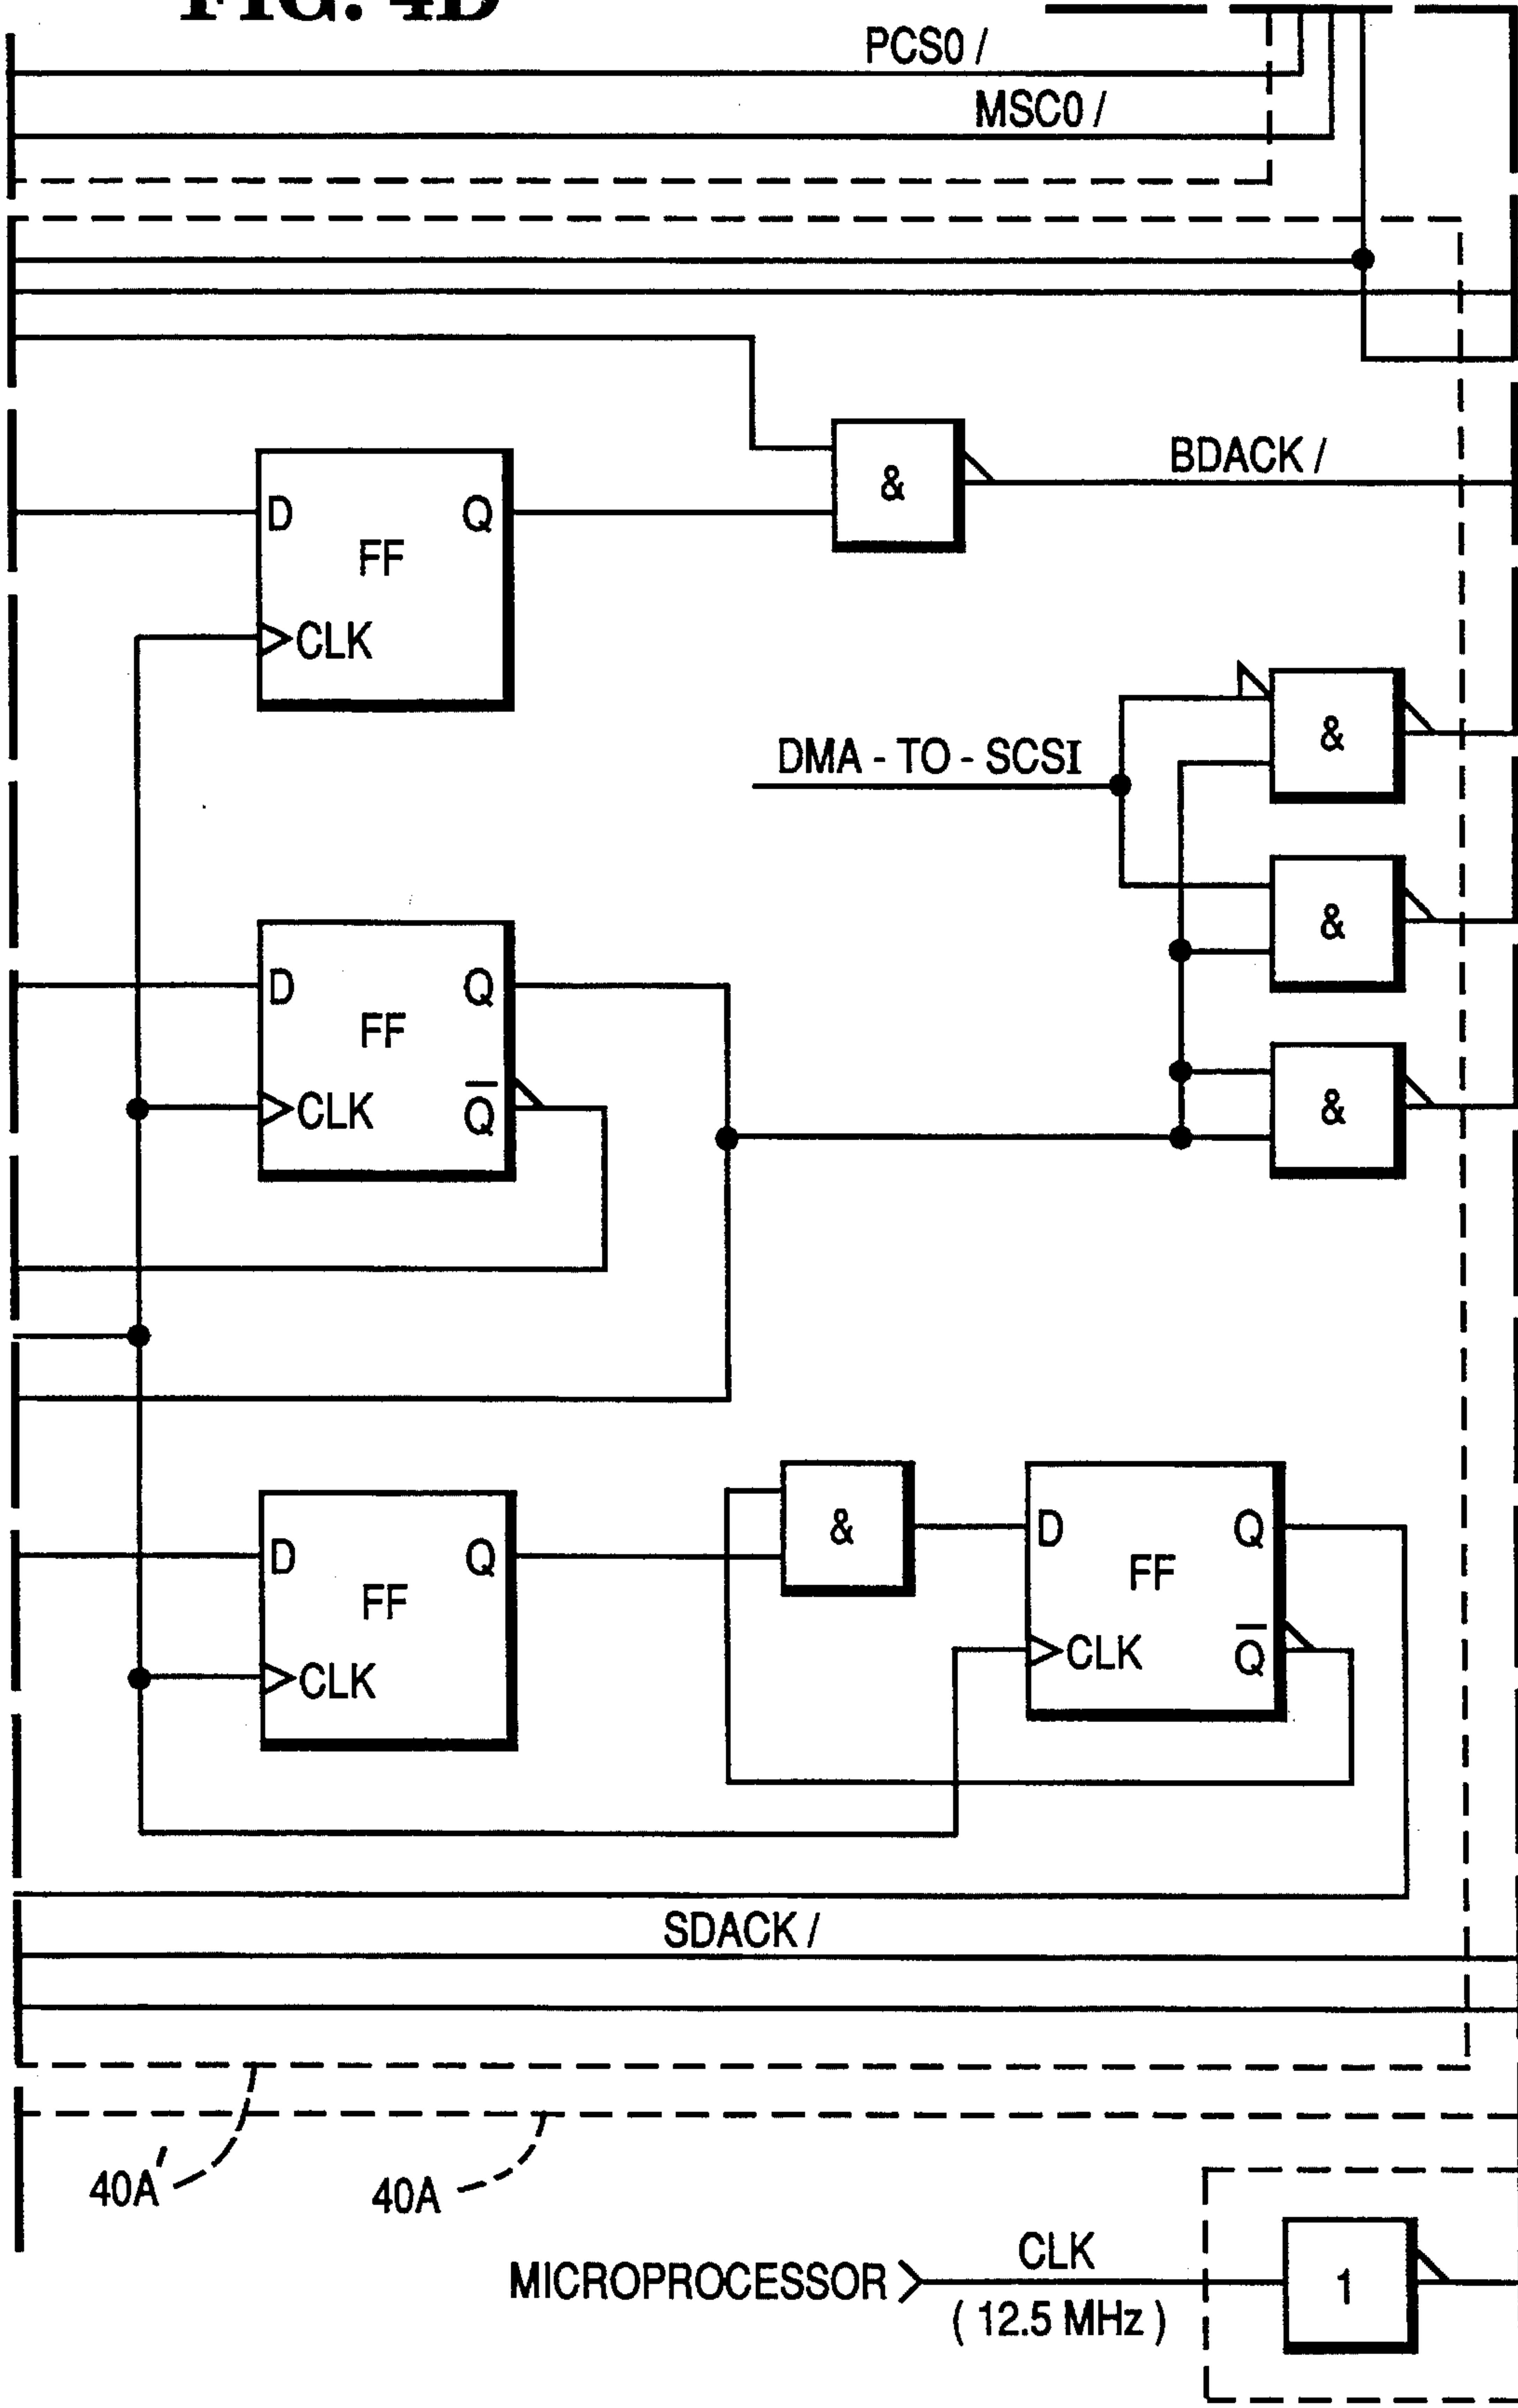 FIG. 4D
PCS0 /
MSC0 /
&
BDACK /
D Q
FF
CLK
&
DMA - TO - SCSI
&
D Q
FF
CLK Q̅
&
&
D Q
FF
CLK Q̅
D Q
FF
CLK
SDACK /
40A'
40A
MICROPROCESSOR
CLK
( 12.5 MHz )
1